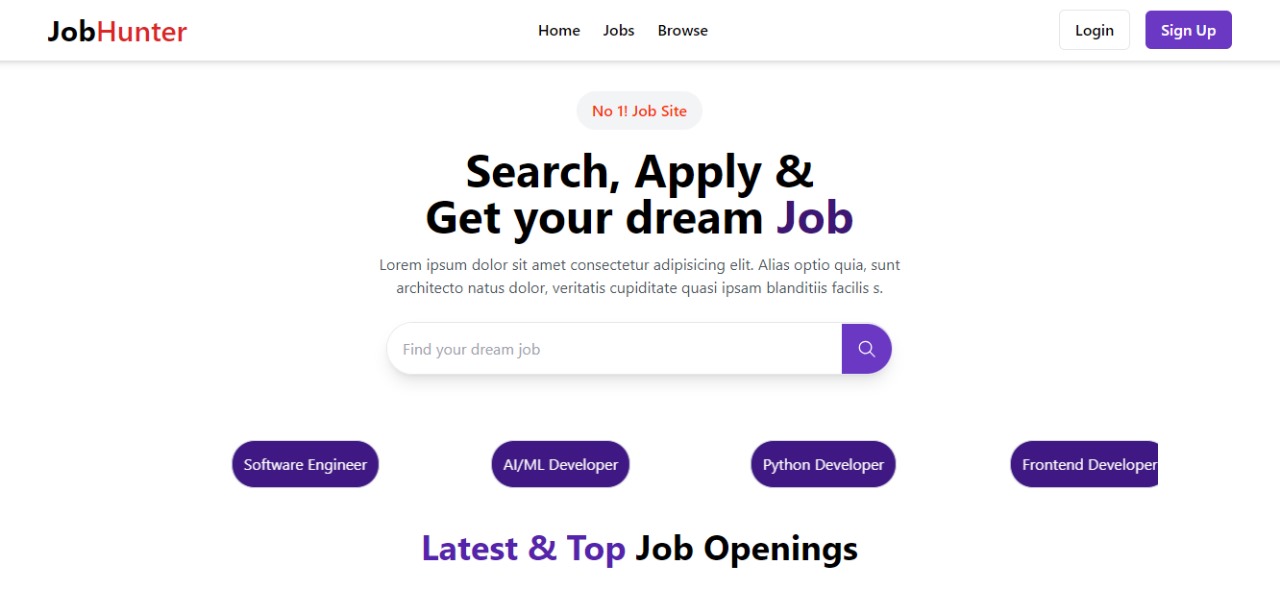 JobHunter
Home
Jobs
Browse
Login
Sign Up
No 1! Job Site
Search, Apply &
Get your dream Job
Lorem ipsum dolor sit amet consectetur adipisicing elit. Alias optio quia, sunt
architecto natus dolor, veritatis cupiditate quasi ipsam blanditiis facilis s.
Find your dream job
Software Engineer
AI/ML Developer
Python Developer
Frontend Developer
Latest & Top Job Openings